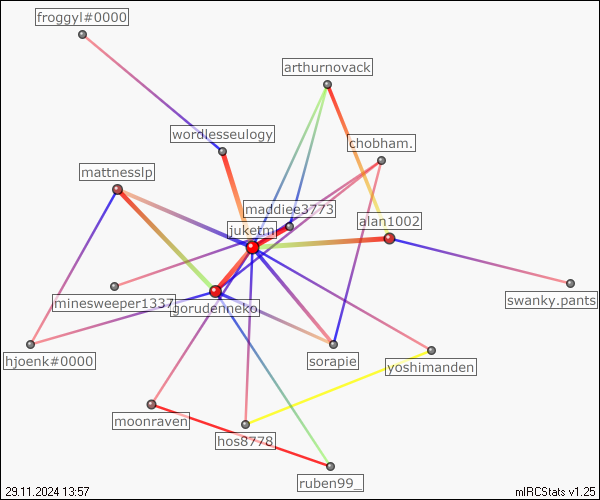 froggyl#0000
arthurnovack
wordlesseulogy
chobham.
mattnesslp
maddiee3773
alan1002
juketm
minesweeper1337
gorudenneko
swanky.pants
hjoenk#0000
sorapie
yoshimanden
moonraven
hos8778
ruben99_
29.11.2024 13:57
mIRCStats v1.25